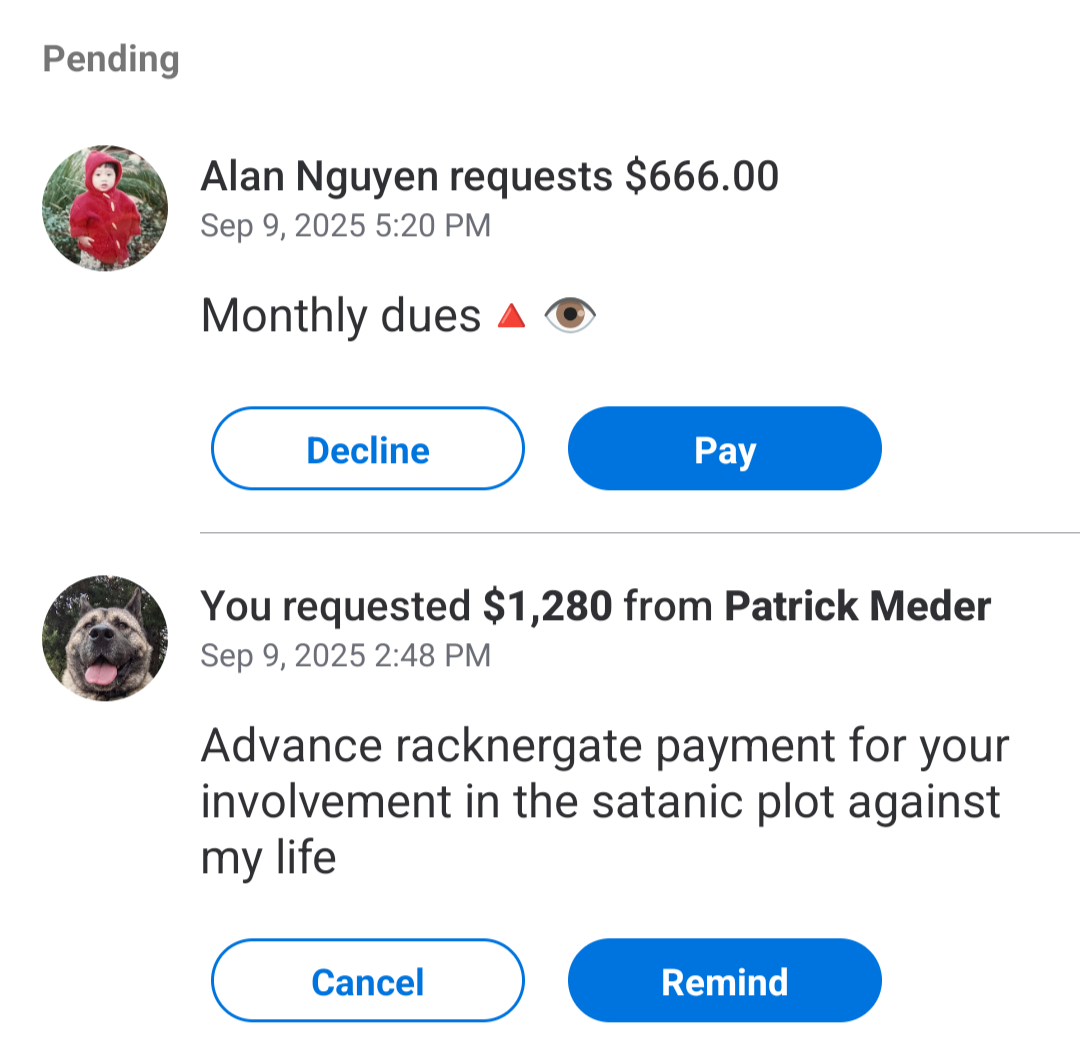 Pending
Alan Nguyen requests $666.00
Sep 9, 2025 5:20 PM
Monthly dues 🔺 👁🏾
Decline
Pay
You requested $1,280 from Patrick Meder
Sep 9, 2025 2:48 PM
Advance racknergate payment for your
involvement in the satanic plot against
my life
Cancel
Remind